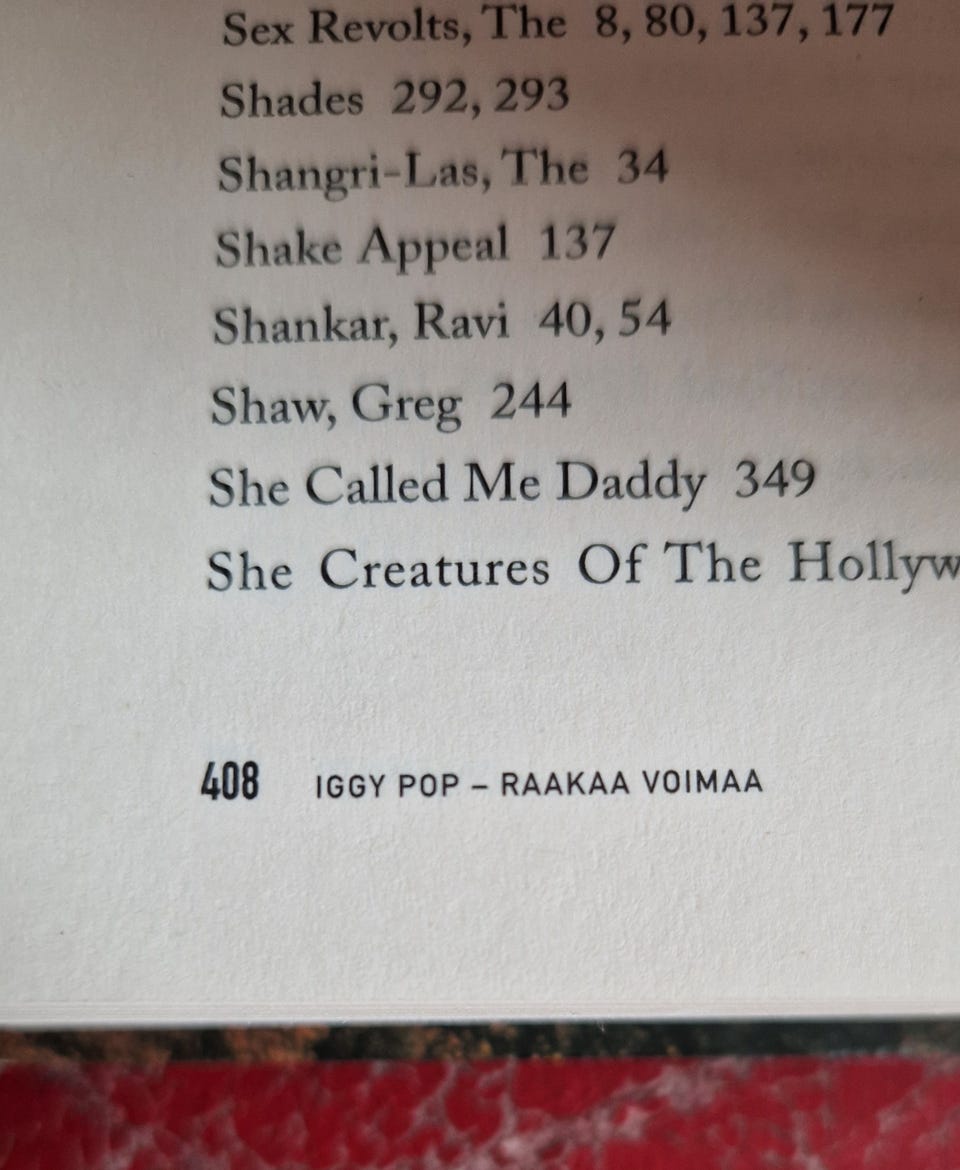 Sex Revolts, The 8, 80, 137, 177
Shades 292, 293
Shangri-Las, The 34
Shake Appeal 137
Shankar, Ravi 40, 54
Shaw, Greg 244
She Called Me Daddy 349
She Creatures Of The Hollyw
408 IGGY POP – RAAKAA VOIMAA